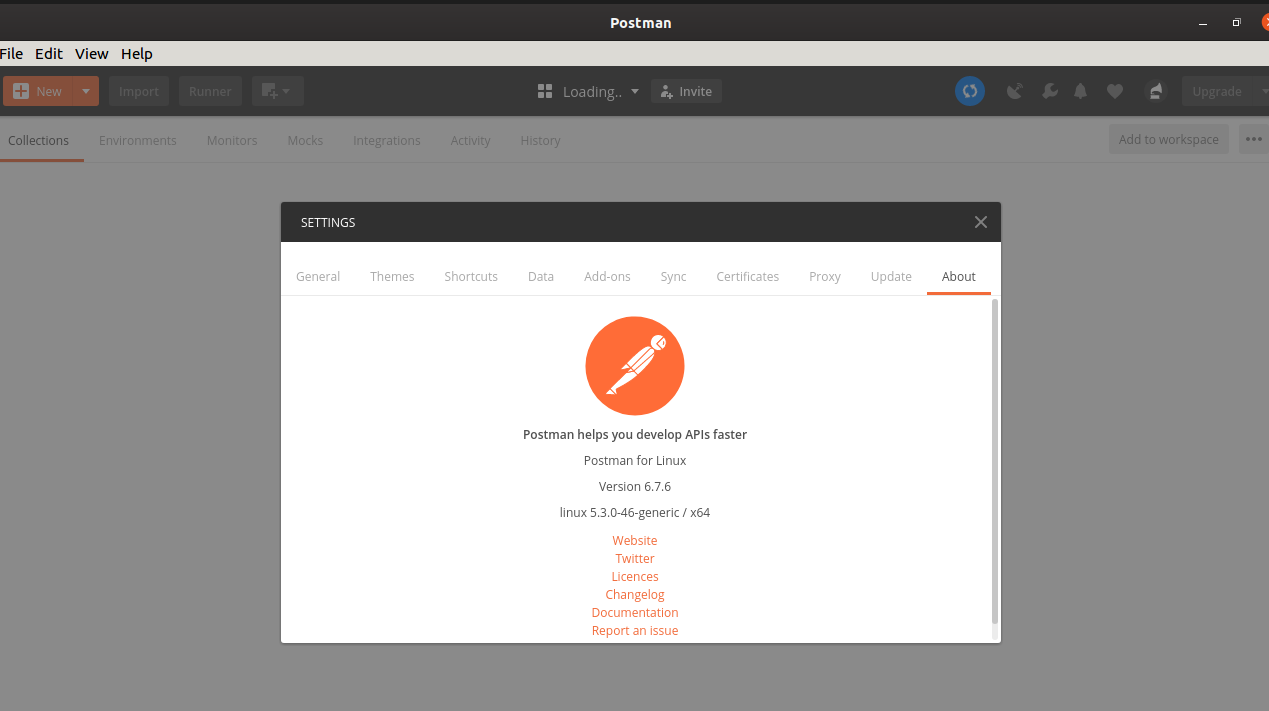 Postman
File Edit View Help
New Import Runner Loading.. Invite Upgrade
Collections Environments Monitors Mocks Integrations Activity History Add to workspace
SETTINGS
General Themes Shortcuts Data Add-ons Sync Certificates Proxy Update About
Postman helps you develop APIs faster
Postman for Linux
Version 6.7.6
linux 5.3.0-46-generic / x64
Website
Twitter
Licences
Changelog
Documentation
Report an issue